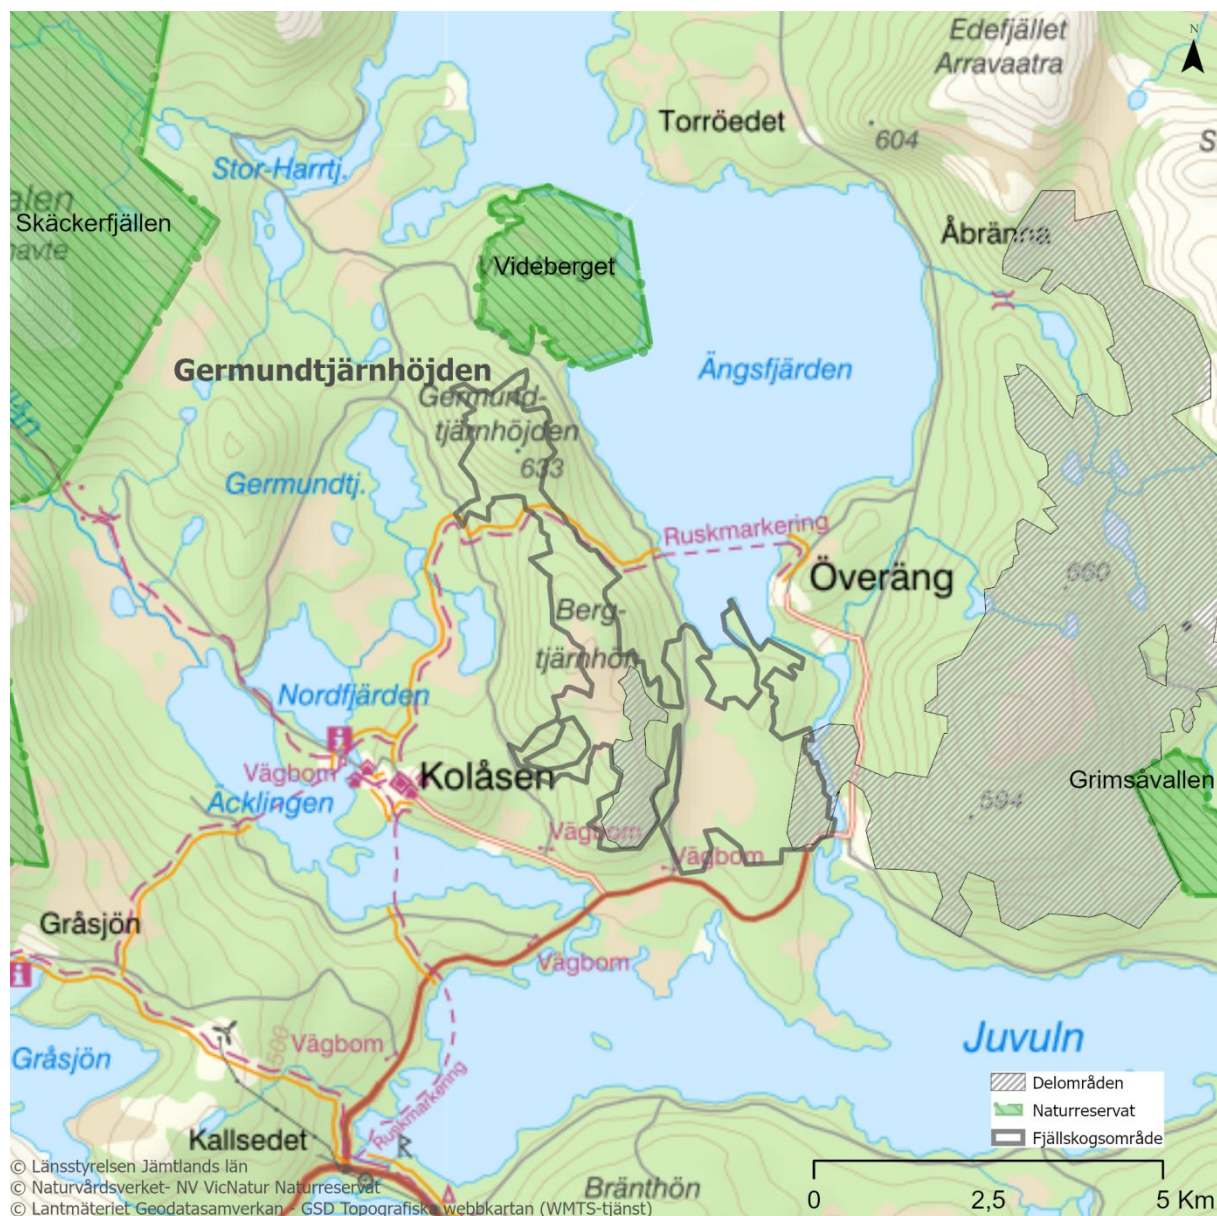 Edefjället
Arravaatra
N
Torröedet
604
Stor-Harrtj.
Skäckerfjällen
Åbränna
Videberget
Germundtjärnhöjden
Ängsfjärden
Germund-
tjärnhöjden
633
Germundtj.
Ruskmarkering
Överäng
660
Berg-
tjärnhön
Nordfjärden
Vägbom
Kolåsen
Äcklingen
Grimsåvallen
594
Vägbom
Vägbom
Gråsjön
Vägbom
Juvuln
Vägbom
500
Gråsjön
Ruskmarkering
Delområden
Naturreservat
Fjällskogsområde
Kallsedet
R
© Länsstyrelsen Jämtlands län
© Naturvårdsverket- NV VicNatur Naturreservat
© Lantmäteriet Geodatasamverkan - GSD Topografiska webbkartan (WMTS-tjänst)
Bränthön
0 2,5 5 Km